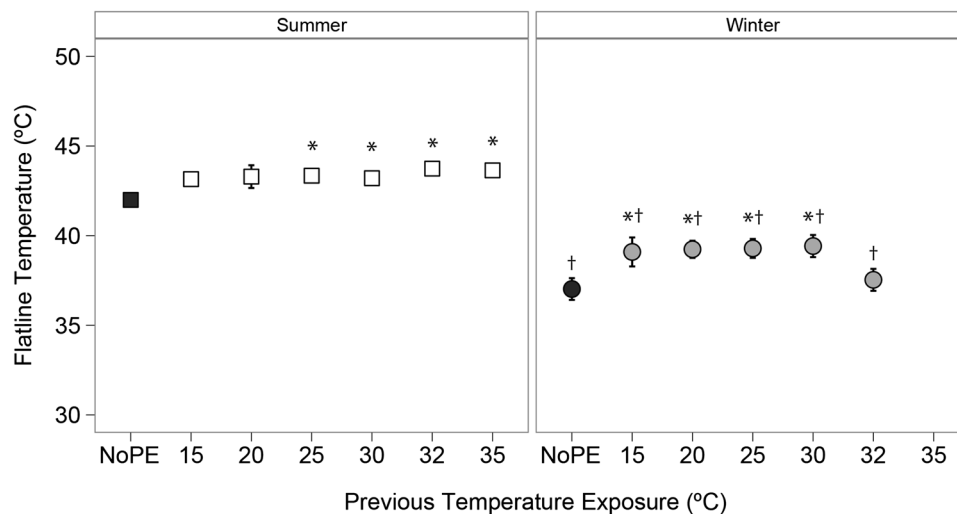 Summer
Winter
50
45
40
35
30
Flatline Temperature (ºC)
* * * *
† *† *† *† *† †
NoPE 15 20 25 30 32 35
NoPE 15 20 25 30 32 35
Previous Temperature Exposure (ºC)